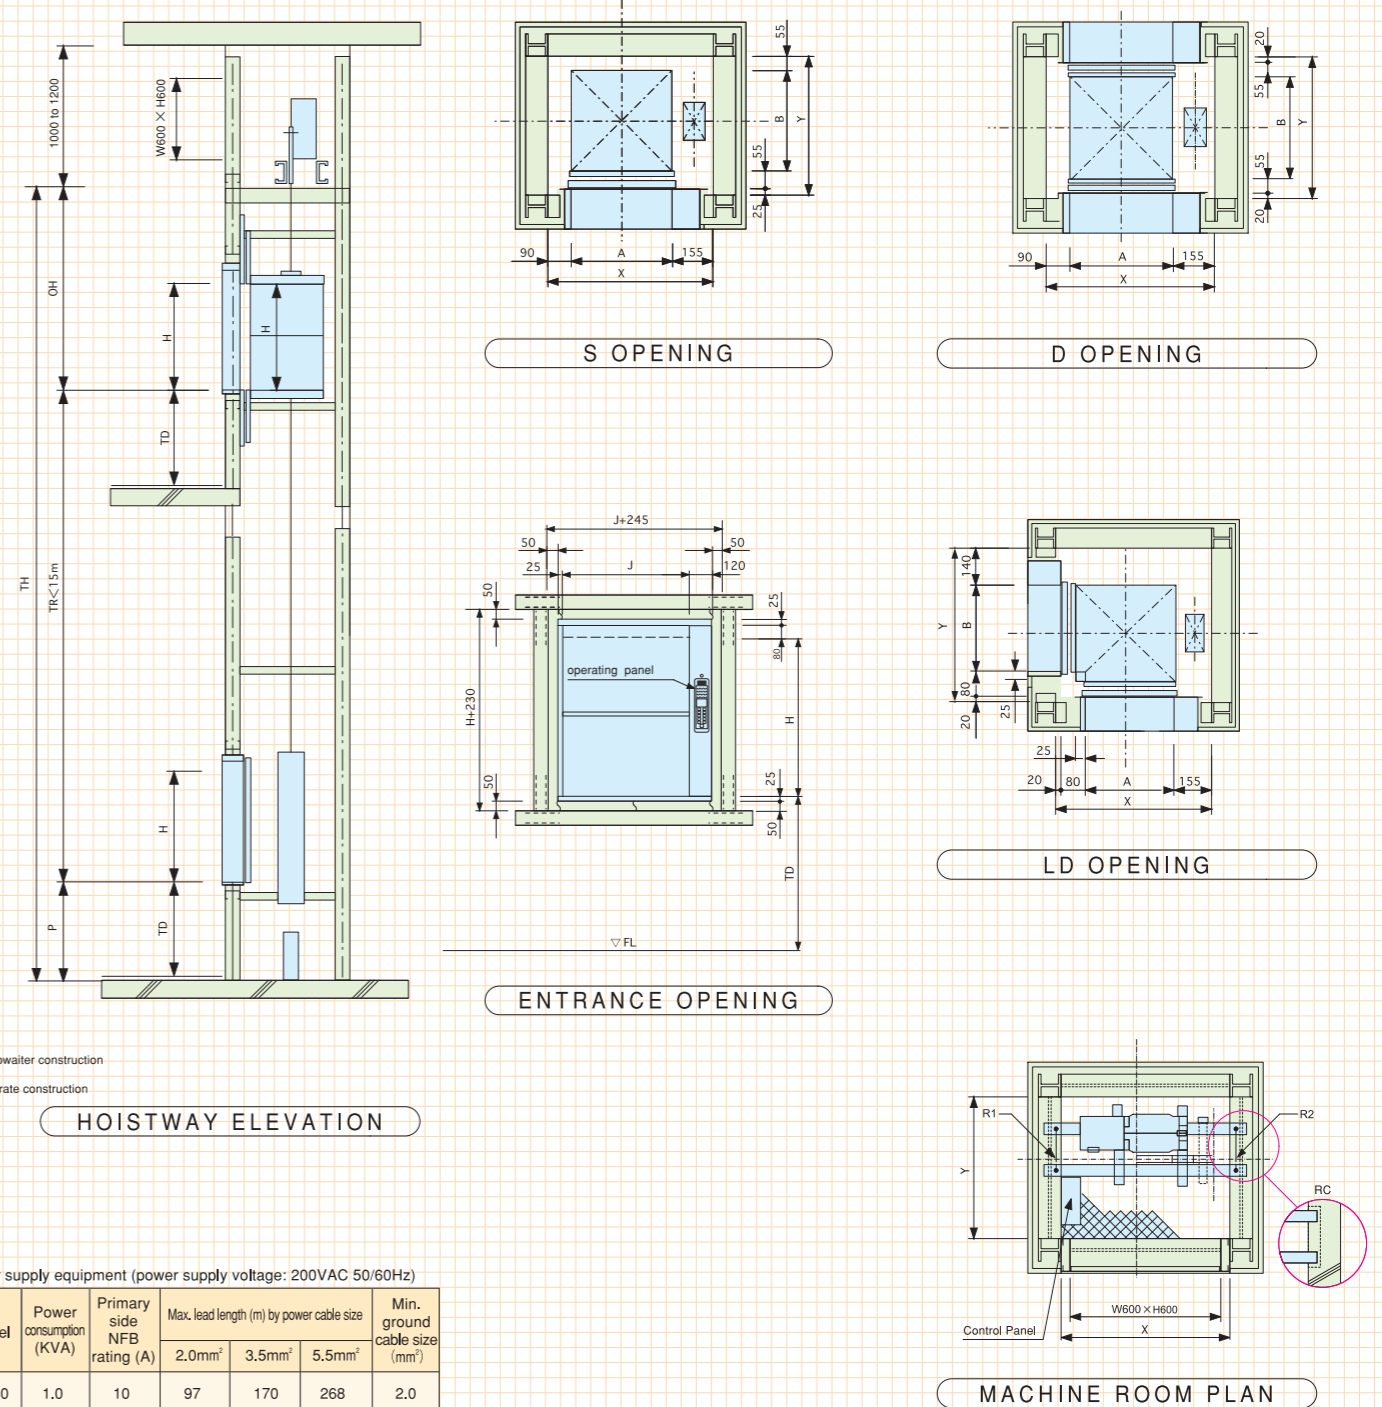 1000 to 1200
W600 × H600
OH
H
H
TD
TH
TR<15m
H
P
TD
waiter construction
rate construction
HOISTWAY ELEVATION
55
B
Y
55
25
90
A
155
X
S OPENING
20
55
B
Y
55
20
90
A
155
X
D OPENING
J+245
50
50
25
J
120
50
25
80
operating panel
H+230
H
50
25
50
TD
▽ FL
ENTRANCE OPENING
140
Y
B
80
20
25
25
20
80
A
155
X
LD OPENING
R1
R2
Y
RC
W600 × H600
Control Panel
X
MACHINE ROOM PLAN
supply equipment (power supply voltage: 200VAC 50/60Hz)
el
Power consumption (KVA)
Primary side NFB rating (A)
Max. lead length (m) by power cable size
2.0mm²
3.5mm²
5.5mm²
Min. ground cable size (mm²)
0
1.0
10
97
170
268
2.0